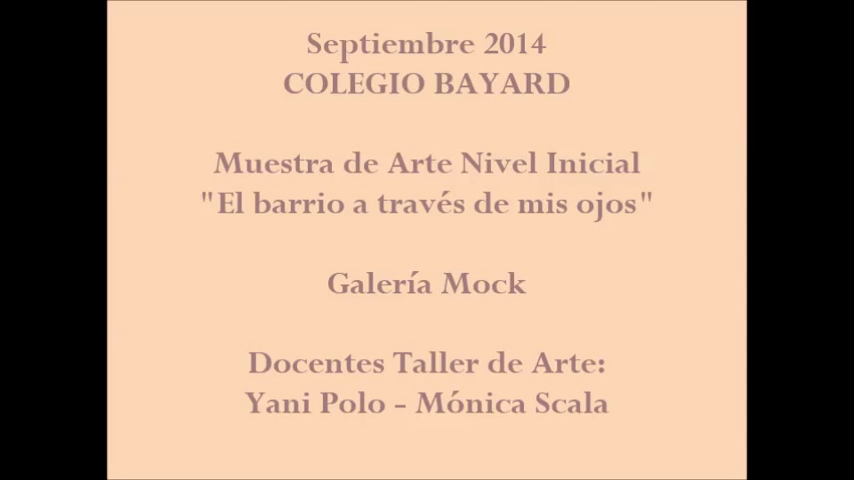 Septiembre 2014
COLEGIO BAYARD
Muestra de Arte Nivel Inicial
"El barrio a través de mis ojos"
Galería Mock
Docentes Taller de Arte:
Yani Polo - Mónica Scala